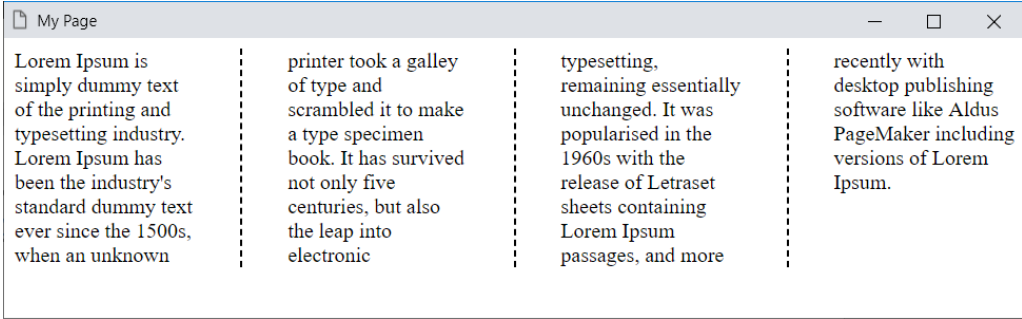 My Page
Lorem Ipsum is
simply dummy text
of the printing and
typesetting industry.
Lorem Ipsum has
been the industry's
standard dummy text
ever since the 1500s,
when an unknown
printer took a galley
of type and
scrambled it to make
a type specimen
book. It has survived
not only five
centuries, but also
the leap into
electronic
typesetting,
remaining essentially
unchanged. It was
popularised in the
1960s with the
release of Letraset
sheets containing
Lorem Ipsum
passages, and more
recently with
desktop publishing
software like Aldus
PageMaker including
versions of Lorem
Ipsum.